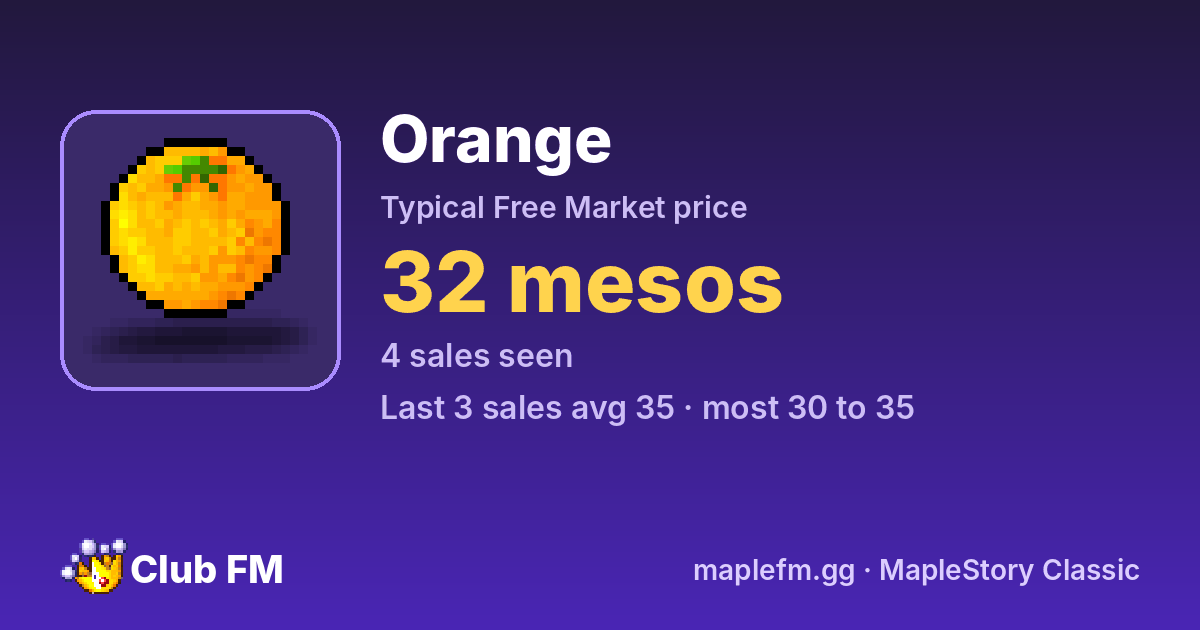 Orange
Typical Free Market price
32 mesos
4 sales seen
Last 3 sales avg 35 · most 30 to 35
Club FM
maplefm.gg · MapleStory Classic